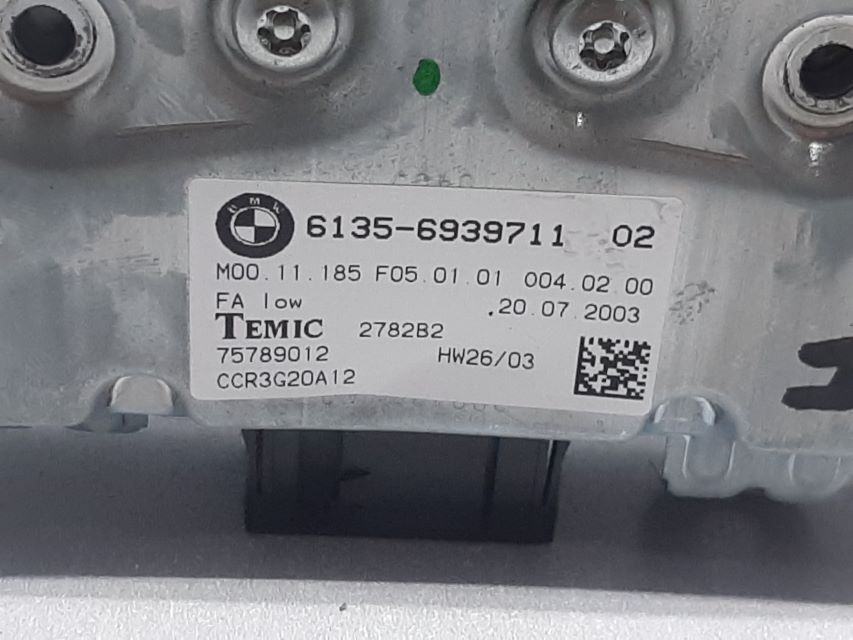 BMW
6135-6939711 02
M00.11.185 F05.01.01 004.02.00
FA low .20.07.2003
TEMIC 2782B2
75789012 HW26/03
CCR3G20A12